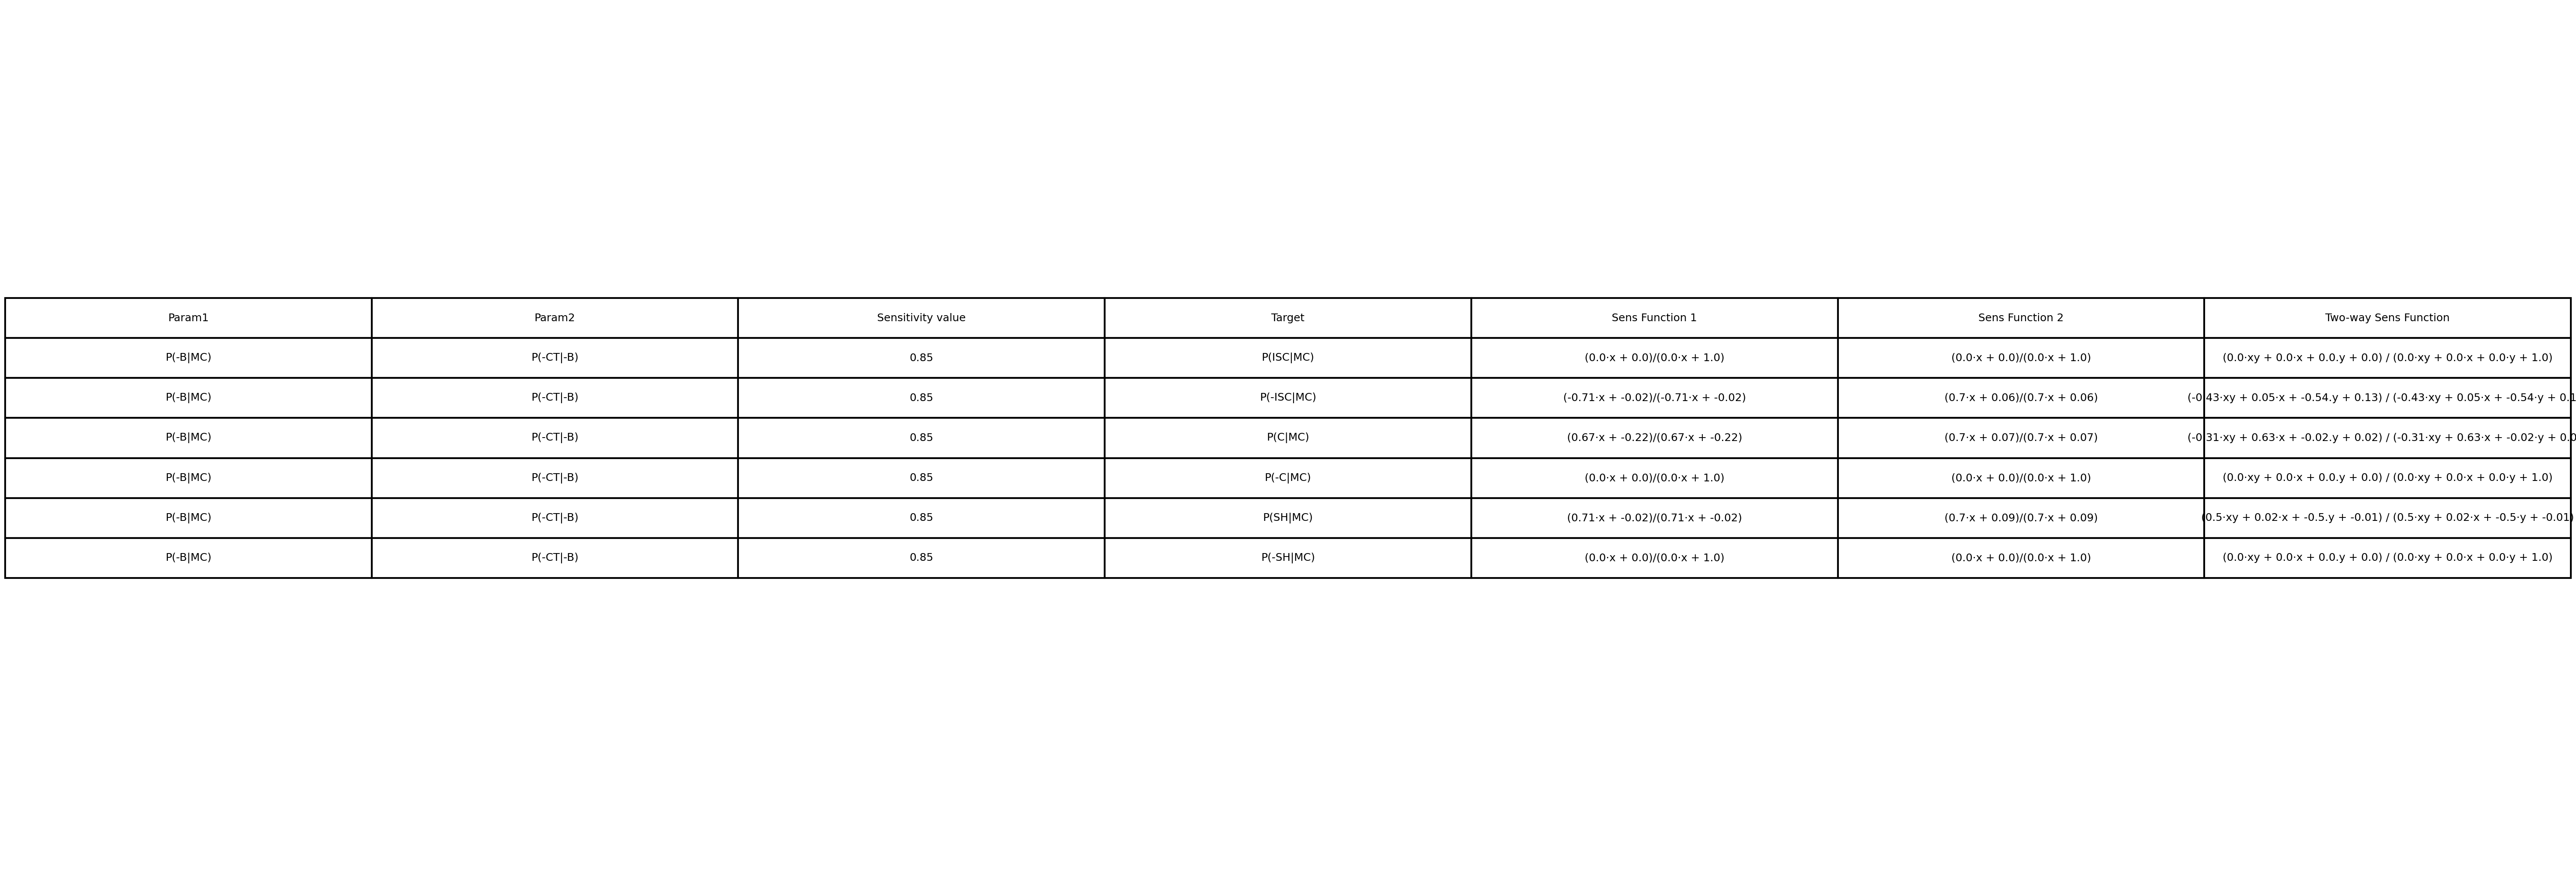 Param1 Param2 Sensitivity value Target Sens Function 1 Sens Function 2 Two-way Sens Function
P(-B|MC) P(-CT|-B) 0.85 P(ISC|MC) (0.0·x + 0.0)/(0.0·x + 1.0) (0.0·x + 0.0)/(0.0·x + 1.0) (0.0·xy + 0.0·x + 0.0.y + 0.0) / (0.0·xy + 0.0·x + 0.0·y + 1.0)
P(-B|MC) P(-CT|-B) 0.85 P(-ISC|MC) (-0.71·x + -0.02)/(-0.71·x + -0.02) (0.7·x + 0.06)/(0.7·x + 0.06) (-0.43·xy + 0.05·x + -0.54.y + 0.13) / (-0.43·xy + 0.05·x + -0.54·y +
P(-B|MC) P(-CT|-B) 0.85 P(C|MC) (0.67·x + -0.22)/(0.67·x + -0.22) (0.7·x + 0.07)/(0.7·x + 0.07) (-0.31·xy + 0.63·x + -0.02.y + 0.02) / (-0.31·xy + 0.63·x + -0.02·y +
P(-B|MC) P(-CT|-B) 0.85 P(-C|MC) (0.0·x + 0.0)/(0.0·x + 1.0) (0.0·x + 0.0)/(0.0·x + 1.0) (0.0·xy + 0.0·x + 0.0.y + 0.0) / (0.0·xy + 0.0·x + 0.0·y + 1.0)
P(-B|MC) P(-CT|-B) 0.85 P(SH|MC) (0.71·x + -0.02)/(0.71·x + -0.02) (0.7·x + 0.09)/(0.7·x + 0.09) (0.5·xy + 0.02·x + -0.5.y + -0.01) / (0.5·xy + 0.02·x + -0.5·y + -0.01)
P(-B|MC) P(-CT|-B) 0.85 P(-SH|MC) (0.0·x + 0.0)/(0.0·x + 1.0) (0.0·x + 0.0)/(0.0·x + 1.0) (0.0·xy + 0.0·x + 0.0.y + 0.0) / (0.0·xy + 0.0·x + 0.0·y + 1.0)